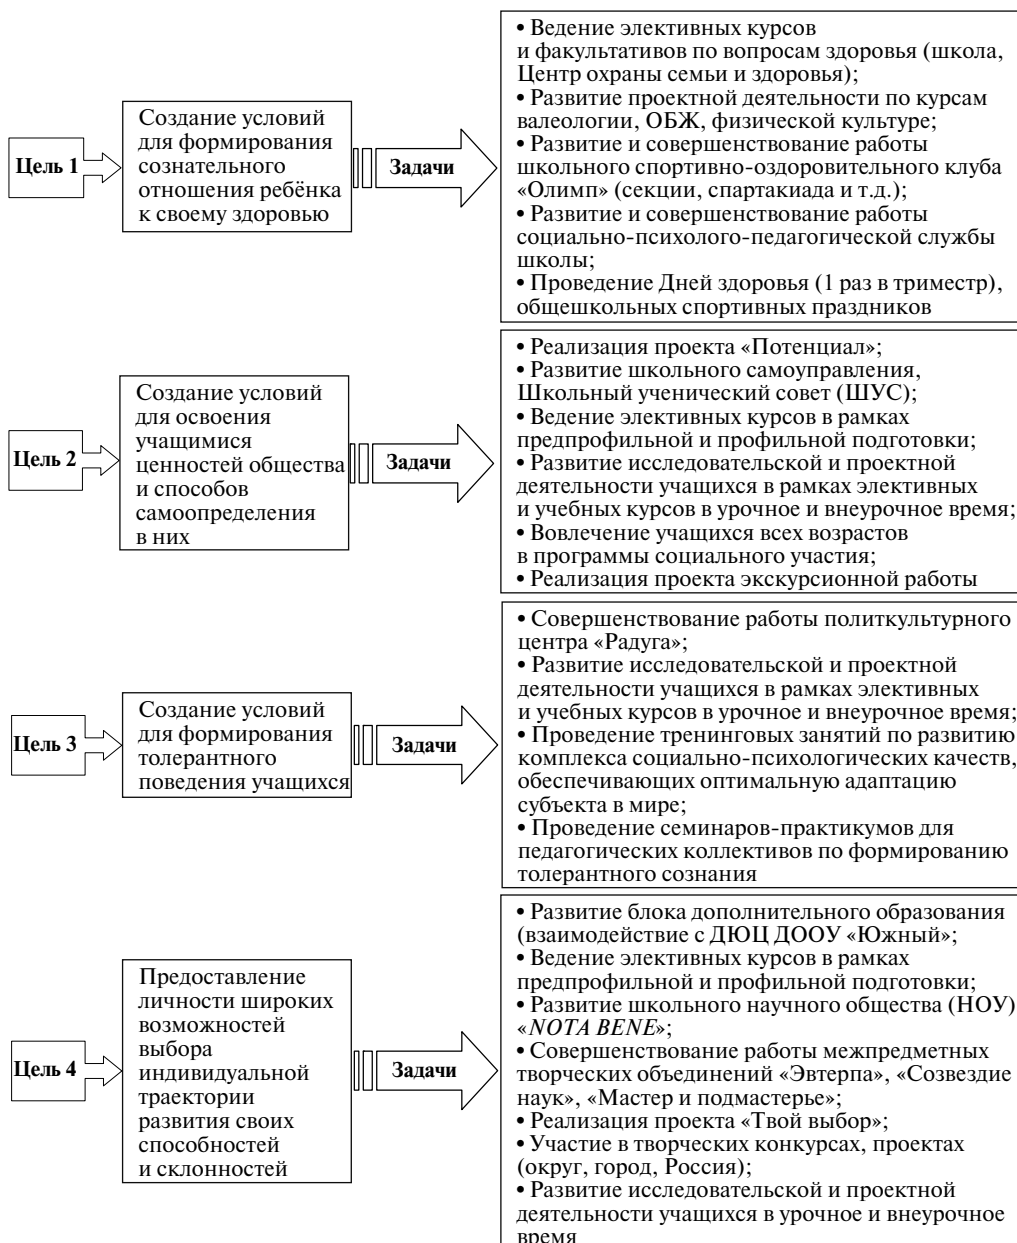 Цель 1
Создание условий
для формирования
сознательного
отношения ребёнка
к своему здоровью
Задачи
• Ведение элективных курсов
и факультативов по вопросам здоровья (школа,
Центр охраны семьи и здоровья);
• Развитие проектной деятельности по курсам
валеологии, ОБЖ, физической культуре;
• Развитие и совершенствование работы
школьного спортивно-оздоровительного клуба
«Олимп» (секции, спартакиада и т.д.);
• Развитие и совершенствование работы
социально-психолого-педагогической службы
школы;
• Проведение Дней здоровья (1 раз в триместр),
общешкольных спортивных праздников
Цель 2
Создание условий
для освоения
учащимися
ценностей общества
и способов
самоопределения
в них
Задачи
• Реализация проекта «Потенциал»;
• Развитие школьного самоуправления,
Школьный ученический совет (ШУС);
• Ведение элективных курсов в рамках
предпрофильной и профильной подготовки;
• Развитие исследовательской и проектной
деятельности учащихся в рамках элективных
и учебных курсов в урочное и внеурочное время;
• Вовлечение учащихся всех возрастов
в программы социального участия;
• Реализация проекта экскурсионной работы
Цель 3
Создание условий
для формирования
толерантного
поведения учащихся
Задачи
• Совершенствование работы политкультурного
центра «Радуга»;
• Развитие исследовательской и проектной
деятельности учащихся в рамках элективных
и учебных курсов в урочное и внеурочное время;
• Проведение тренинговых занятий по развитию
комплекса социально-психологических качеств,
обеспечивающих оптимальную адаптацию
субъекта в мире;
• Проведение семинаров-практикумов для
педагогических коллективов по формированию
толерантного сознания
Цель 4
Предоставление
личности широких
возможностей
выбора
индивидуальной
траектории
развития своих
способностей
и склонностей
Задачи
• Развитие блока дополнительного образования
(взаимодействие с ДЮЦ ДООУ «Южный»;
• Ведение элективных курсов в рамках
предпрофильной и профильной подготовки;
• Развитие школьного научного общества (НОУ)
«NOTA BENE»;
• Совершенствование работы межпредметных
творческих объединений «Эвтерпа», «Созвездие
наук», «Мастер и подмастерье»;
• Реализация проекта «Твой выбор»;
• Участие в творческих конкурсах, проектах
(округ, город, Россия);
• Развитие исследовательской и проектной
деятельности учащихся в урочное и внеурочное
время